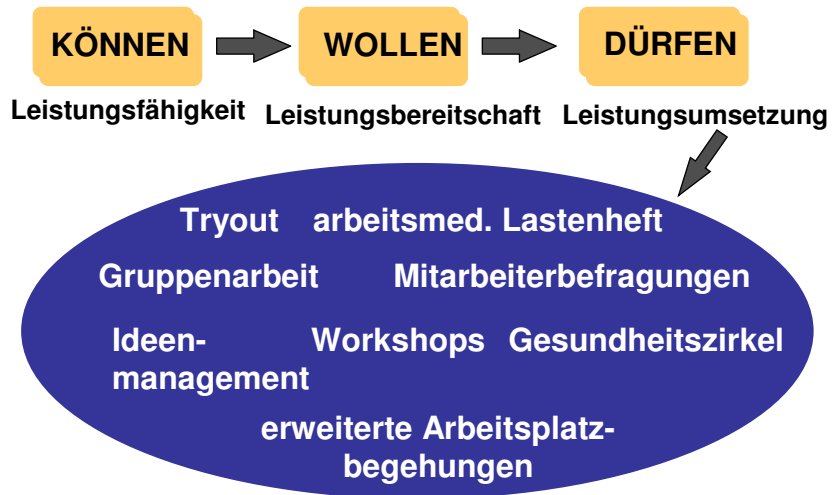 KÖNNEN WOLLEN DÜRFEN
Leistungsfähigkeit Leistungsbereitschaft Leistungsumsetzung
Tryout arbeitsmed. Lastenheft
Gruppenarbeit Mitarbeiterbefragungen
Ideen- Workshops Gesundheitszirkel
management
erweiterte Arbeitsplatz-
begehungen